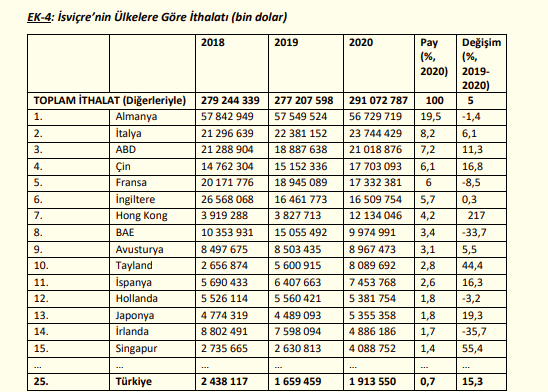 EK-4: İsviçre’nin Ülkelere Göre İthalatı (bin dolar)
2018 2019 2020 Pay (%, 2020) Değişim (%, 2019-2020)
TOPLAM İTHALAT (Diğerleriyle) 279 244 339 277 207 598 291 072 787 100 5
1. Almanya 57 842 949 57 549 524 56 729 719 19,5 -1,4
2. İtalya 21 296 639 22 381 152 23 744 429 8,2 6,1
3. ABD 21 288 904 18 887 638 21 018 876 7,2 11,3
4. Çin 14 762 304 15 152 336 17 703 093 6,1 16,8
5. Fransa 20 171 776 18 945 089 17 332 381 6 -8,5
6. İngiltere 26 568 068 16 461 773 16 509 754 5,7 0,3
7. Hong Kong 3 919 288 3 827 713 12 134 046 4,2 217
8. BAE 10 353 931 15 055 492 9 974 991 3,4 -33,7
9. Avusturya 8 497 675 8 503 435 8 967 473 3,1 5,5
10. Tayland 2 656 874 5 600 915 8 089 692 2,8 44,4
11. İspanya 5 690 433 6 407 663 7 453 768 2,6 16,3
12. Hollanda 5 526 114 5 560 421 5 381 754 1,8 -3,2
13. Japonya 4 774 319 4 489 093 5 355 358 1,8 19,3
14. İrlanda 8 802 491 7 598 094 4 886 186 1,7 -35,7
15. Singapur 2 735 665 2 630 813 4 088 752 1,4 55,4
... ... ... ... ... ... ...
25. Türkiye 2 438 117 1 659 459 1 913 550 0,7 15,3